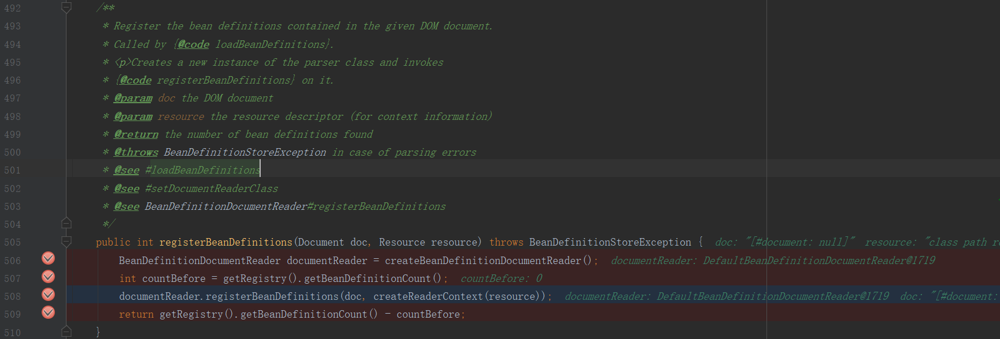 492 /**
493 * Register the bean definitions contained in the given DOM document.
494 * Called by {@code loadBeanDefinitions}.
495 * <p>Creates a new instance of the parser class and invokes
496 * {@code registerBeanDefinitions} on it.
497 * @param doc the DOM document
498 * @param resource the resource descriptor (for context information)
499 * @return the number of bean definitions found
500 * @throws BeanDefinitionStoreException in case of parsing errors
501 * @see #loadBeanDefinitions
502 * @see #setDocumentReaderClass
503 * @see BeanDefinitionDocumentReader#registerBeanDefinitions
504 */
505 public int registerBeanDefinitions(Document doc, Resource resource) throws BeanDefinitionStoreException { doc: "[#document: null]" resource: "class path
506 BeanDefinitionDocumentReader documentReader = createBeanDefinitionDocumentReader(); documentReader: DefaultBeanDefinitionDocumentReader@1719
507 int countBefore = getRegistry().getBeanDefinitionCount(); countBefore: 0
508 documentReader.registerBeanDefinitions(doc, createReaderContext(resource)); documentReader: DefaultBeanDefinitionDocumentReader@1719 doc: "[#document:
509 return getRegistry().getBeanDefinitionCount() - countBefore;
510 }